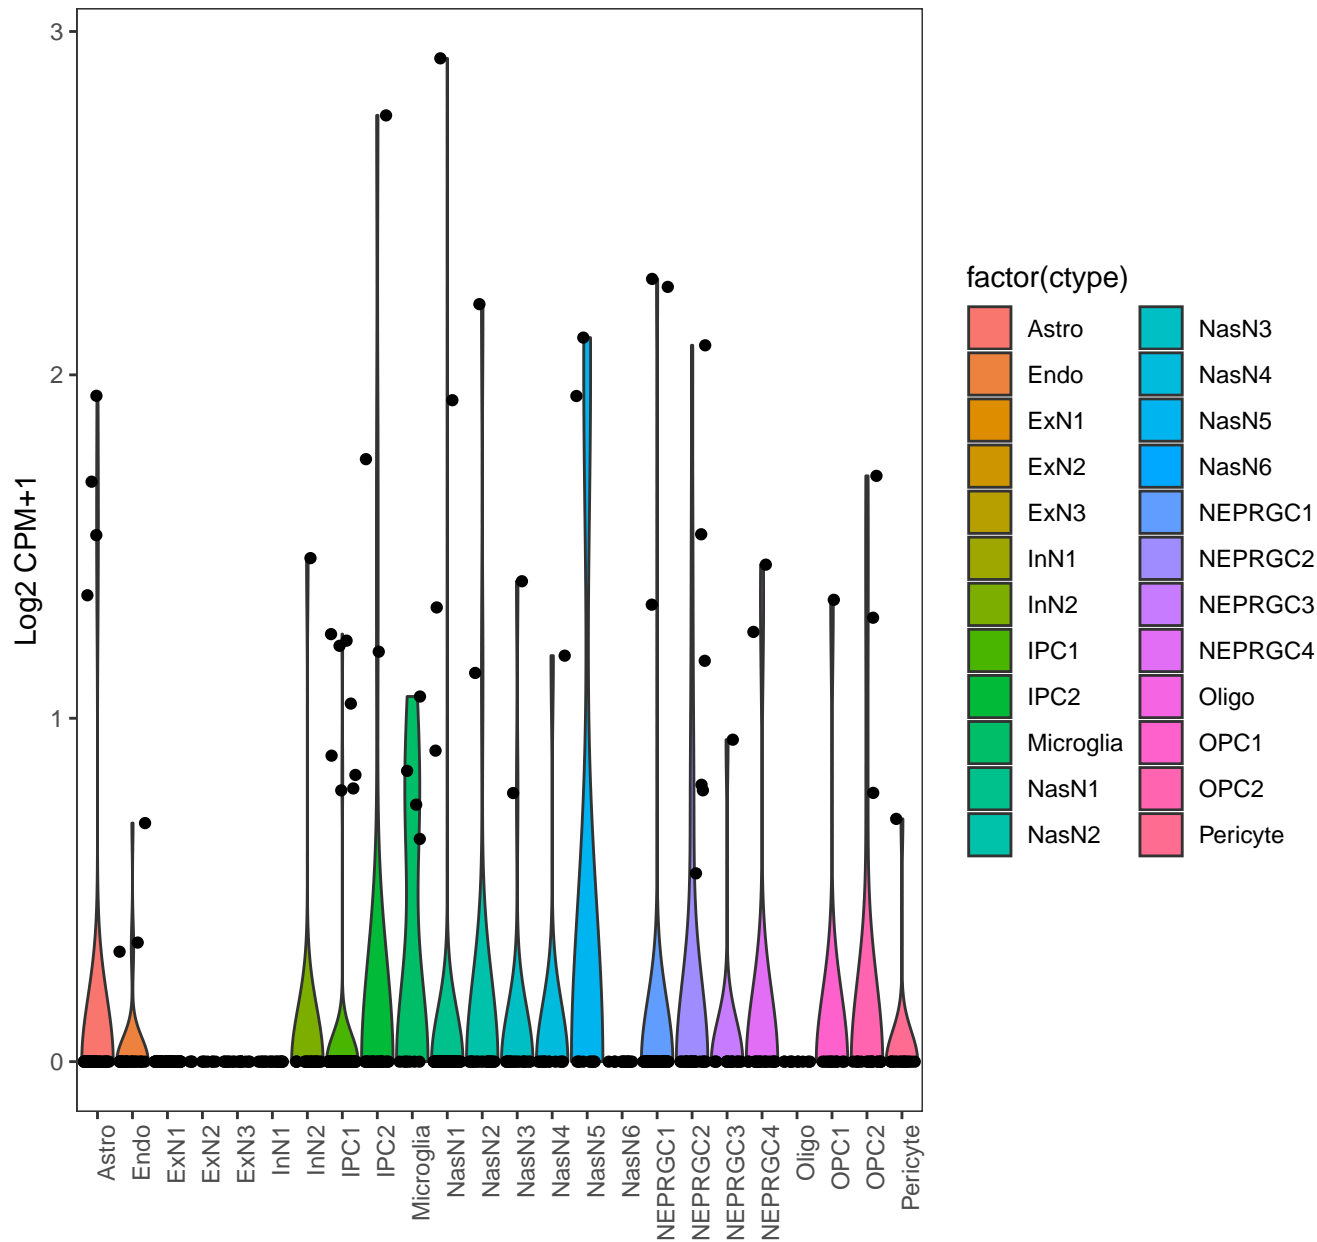 3
2
1
0
Log2 CPM+1
Astro
Endo
ExN1
ExN2
ExN3
InN1
InN2
IPC1
IPC2
Microglia
NasN1
NasN2
NasN3
NasN4
NasN5
NasN6
NEPRGC1
NEPRGC2
NEPRGC3
NEPRGC4
Oligo
OPC1
OPC2
Pericyte
factor(ctype)
Astro
Endo
ExN1
ExN2
ExN3
InN1
InN2
IPC1
IPC2
Microglia
NasN1
NasN2
NasN3
NasN4
NasN5
NasN6
NEPRGC1
NEPRGC2
NEPRGC3
NEPRGC4
Oligo
OPC1
OPC2
Pericyte